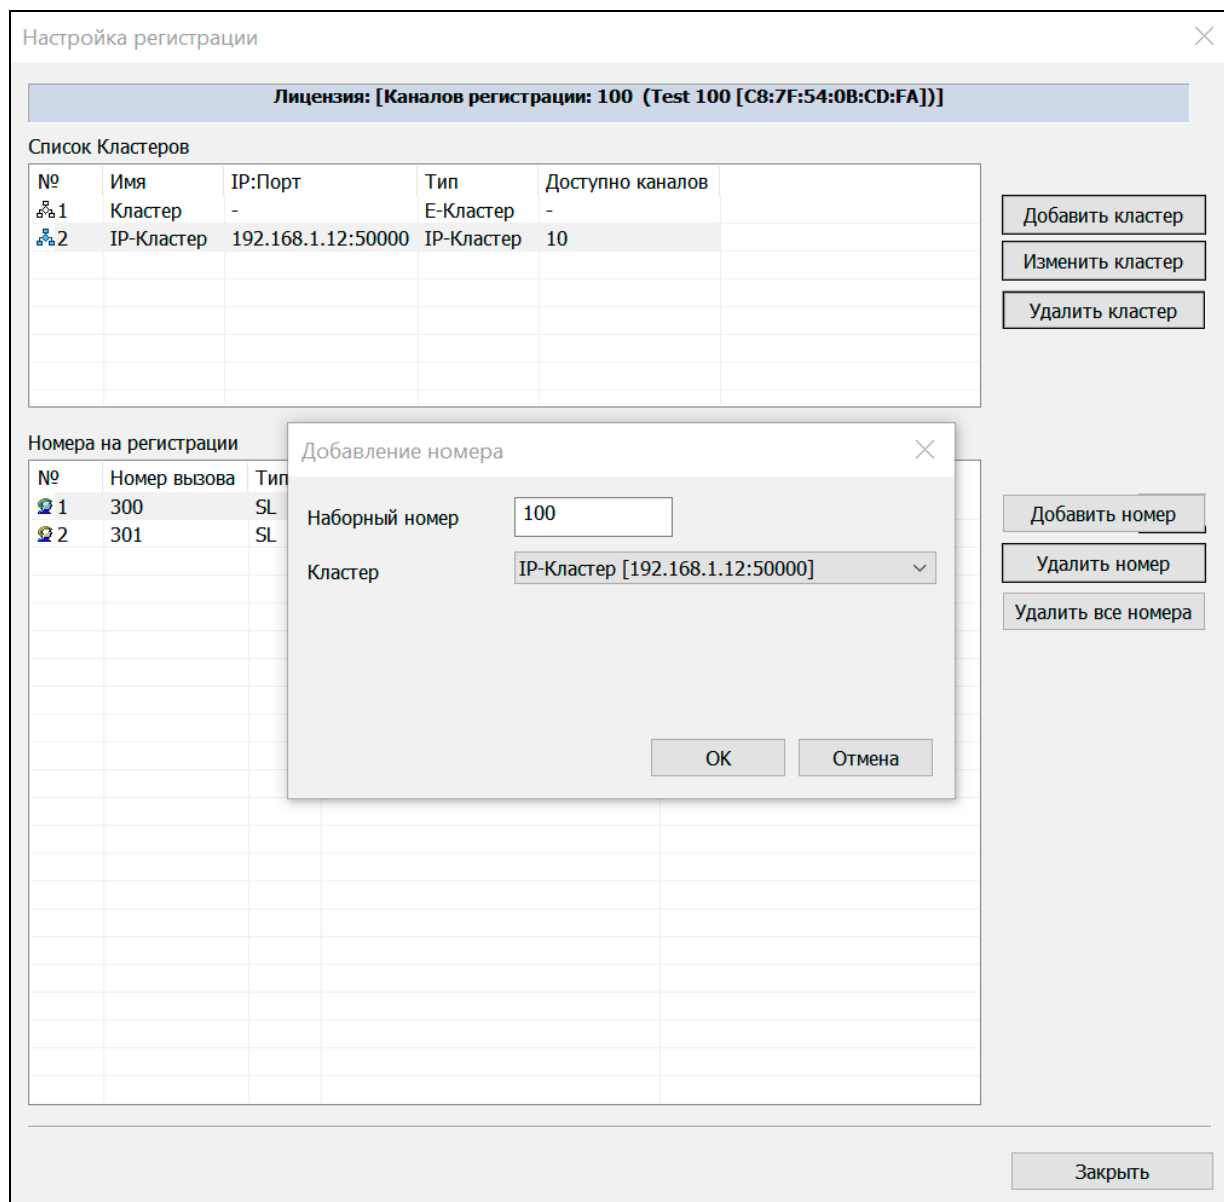 Настройка регистрации
Лицензия: [Каналов регистрации: 100 (Test 100 [C8:7F:54:0B:CD:FA])]
Список Кластеров
№ Имя IP:Порт Тип Доступно каналов
1 Кластер - E-Кластер -
2 IP-Кластер 192.168.1.12:50000 IP-Кластер 10
Добавить кластер
Изменить кластер
Удалить кластер
Номера на регистрации
№ Номер вызова Тип
1 300 SL
2 301 SL
Добавление номера
Наборный номер 100
Кластер IP-Кластер [192.168.1.12:50000]
OK Отмена
Добавить номер
Удалить номер
Удалить все номера
Закрыть